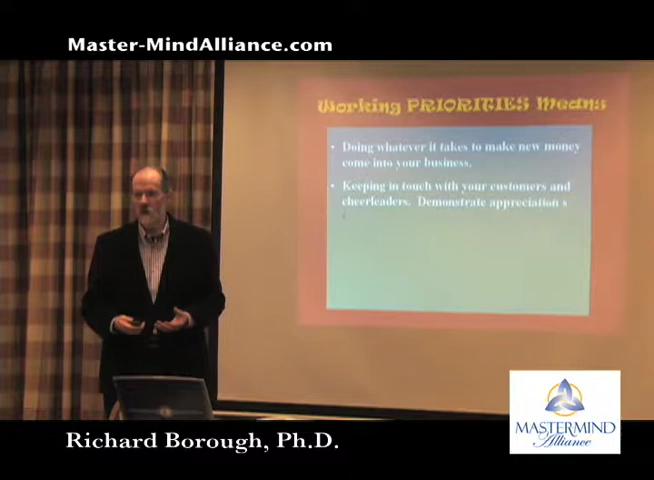 Master-MindAlliance.com
Working PRIORITIES Means
• Doing whatever it takes to make new money
come into your business.
• Keeping in touch with your customers and
cheerleaders. Demonstrate appreciation s
Richard Borough, Ph.D.
MASTERMIND
Alliance